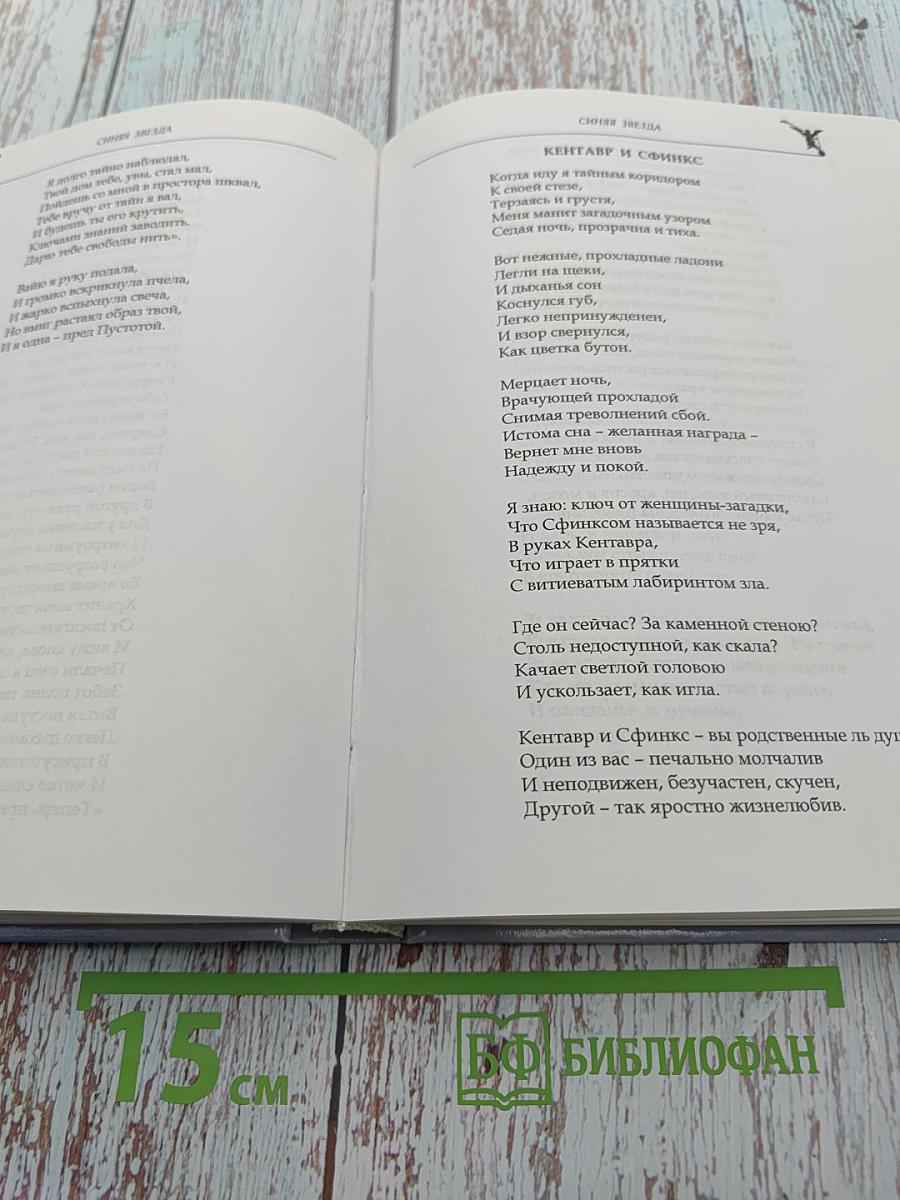 СИНЯЯ ЗВЕЗДА
Я долго тайно наблюдал,
Твой дом тебе, увы, стал мал,
Пойдешь со мной в простора шквал,
Тебе вручу от тайн я вал,
И будешь ты его крутить,
Ключами знаний заводить.
Дарю тебе свободы нить».
Вайю я руку подала,
И громко вскрикнула пчела,
И жарко вспыхнула свеча,
Но вмиг растаял образ твой,
И я одна – пред Пустотой.
СИНЯЯ ЗВЕЗДА
КЕНТАВР И СФИНКС
Когда иду я тайным коридором
К своей стезе,
Терзаясь и грустя,
Меня манит загадочным узором
Седая ночь, прозрачна и тиха.
Вот нежные, прохладные ладони
Легли на щеки,
И дыханья сон
Коснулся губ,
Легко непринужденен,
И взор свернулся,
Как цветка бутон.
Мерцает ночь,
Врачующей прохладой
Снимая треволнений сбой.
Истома сна – желанная награда –
Вернет мне вновь
Надежду и покой.
Я знаю: ключ от женщины-загадки,
Что Сфинксом называется не зря,
В руках Кентавра,
Что играет в прятки
С витиеватым лабиринтом зла.
Где он сейчас? За каменной стеною?
Столь недоступной, как скала?
Качает светлой головою
И ускользает, как игла.
Кентавр и Сфинкс – вы родственные ль душ
Один из вас – печально молчалив
И неподвижен, безучастен, скучен,
Другой – так яростно жизнелюбив.
15 см
БФ БИБЛИОФАН